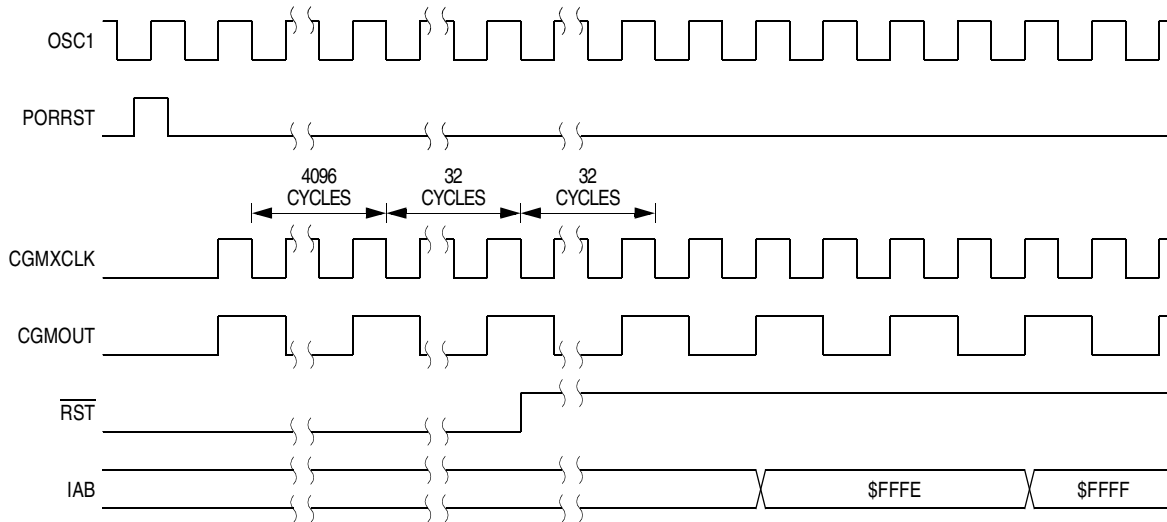 OSC1
PORRST
4096
CYCLES
32
CYCLES
32
CYCLES
CGMXCLK
CGMOUT
RST
IAB
$FFFE
$FFFF